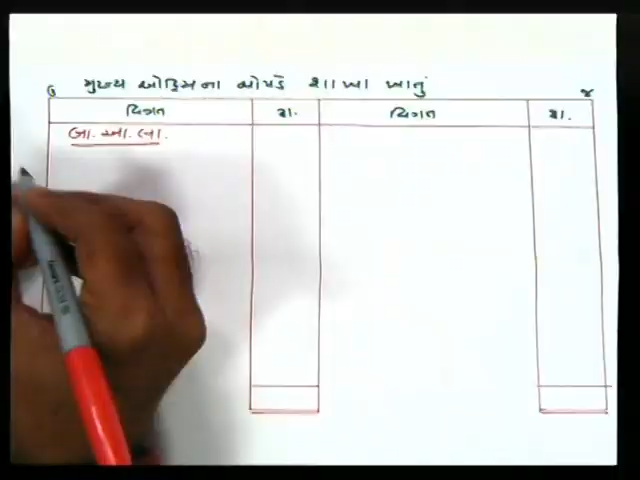 ઉ મુખ્ય ઓફિસના ચોપડે શાખા ખાતું જ
વિગત રૂા. વિગત રૂા.
બા. આ. લા.